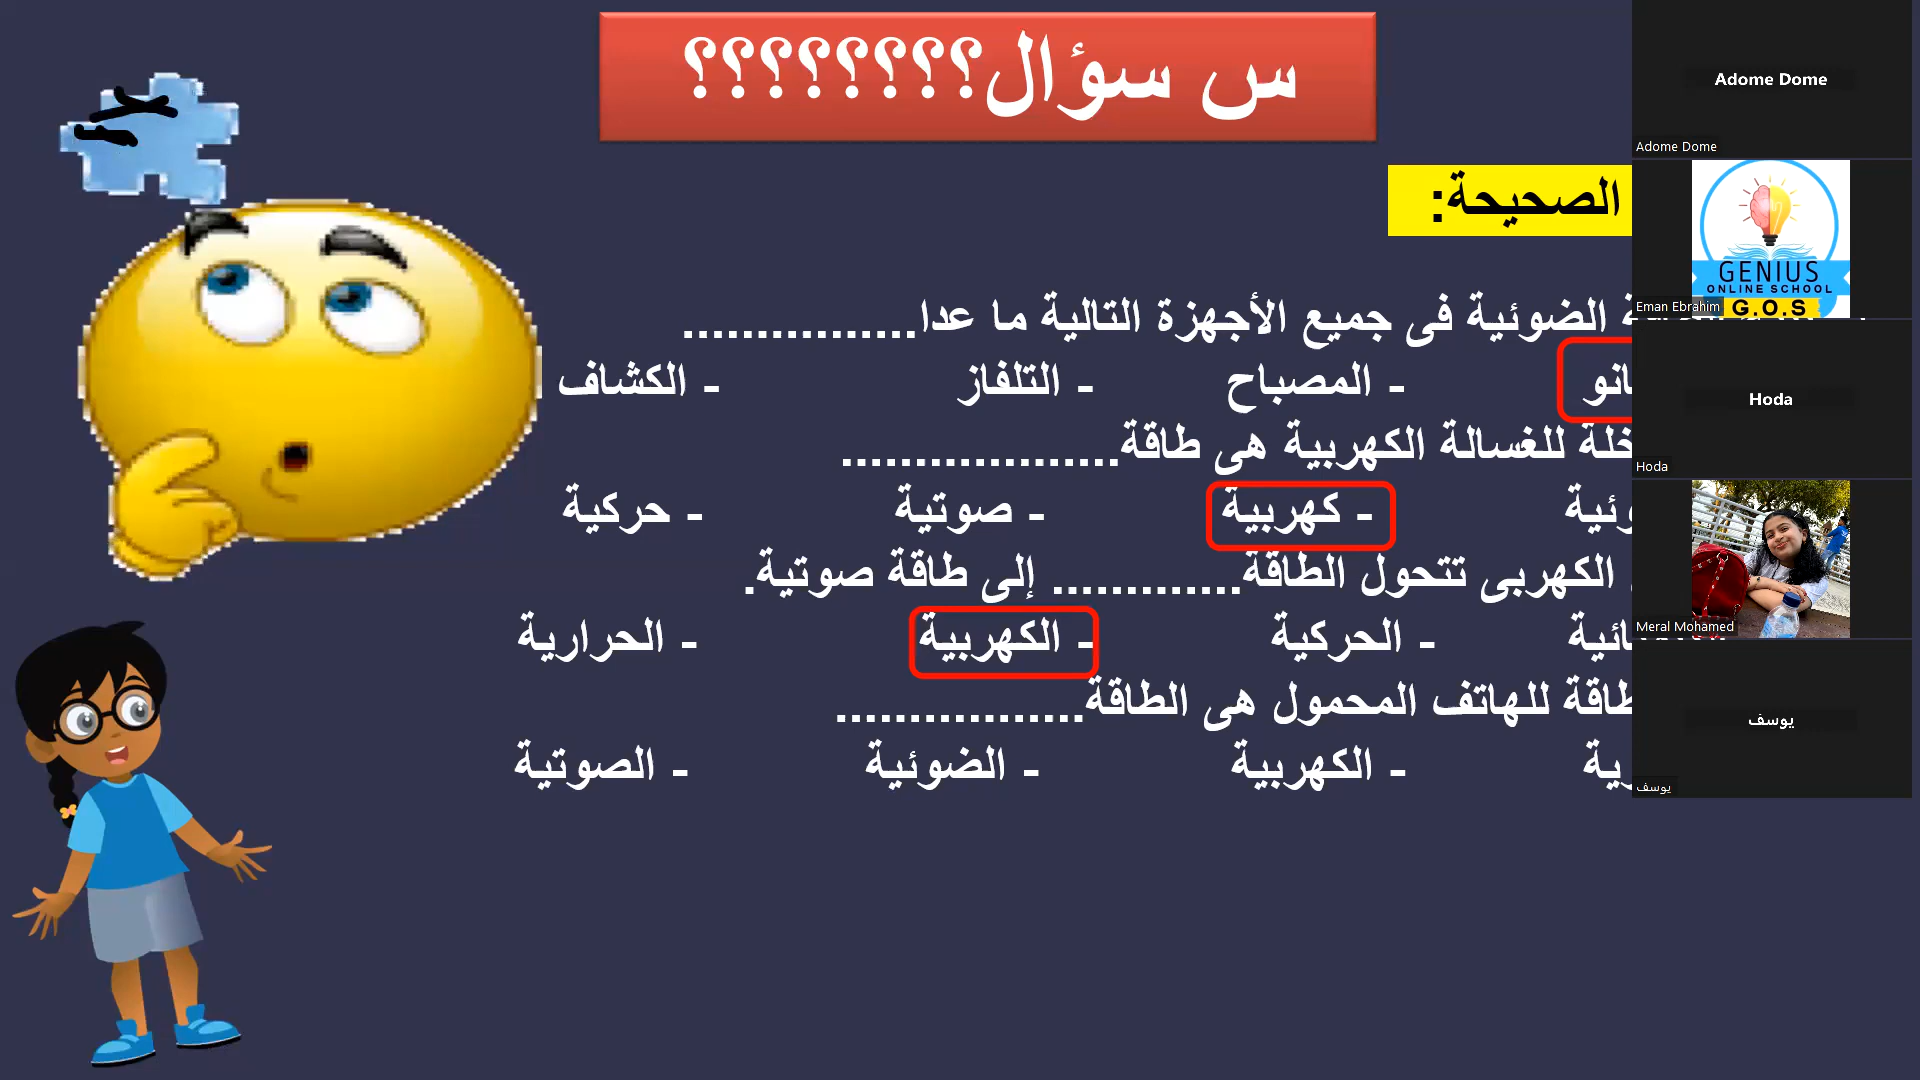 س سؤال؟؟؟؟؟؟؟؟
الصحيحة:
الضوئية فى جميع الأجهزة التالية ما عدا................
- المصباح - التلفاز - الكشاف
للغسالة الكهربية هى طاقة...................
- كهربية - صوتية - حركية
الكهربى تتحول الطاقة............. إلى طاقة صوتية.
- الحركية - الكهربية - الحرارية
للهاتف المحمول هى الطاقة.................
- الكهربية - الضوئية - الصوتية
Adome Dome
Adome Dome
GENIUS
ONLINE SCHOOL
G.O.S
Eman Ebrahim
Hoda
Hoda
Meral Mohamed
يوسف
يوسف